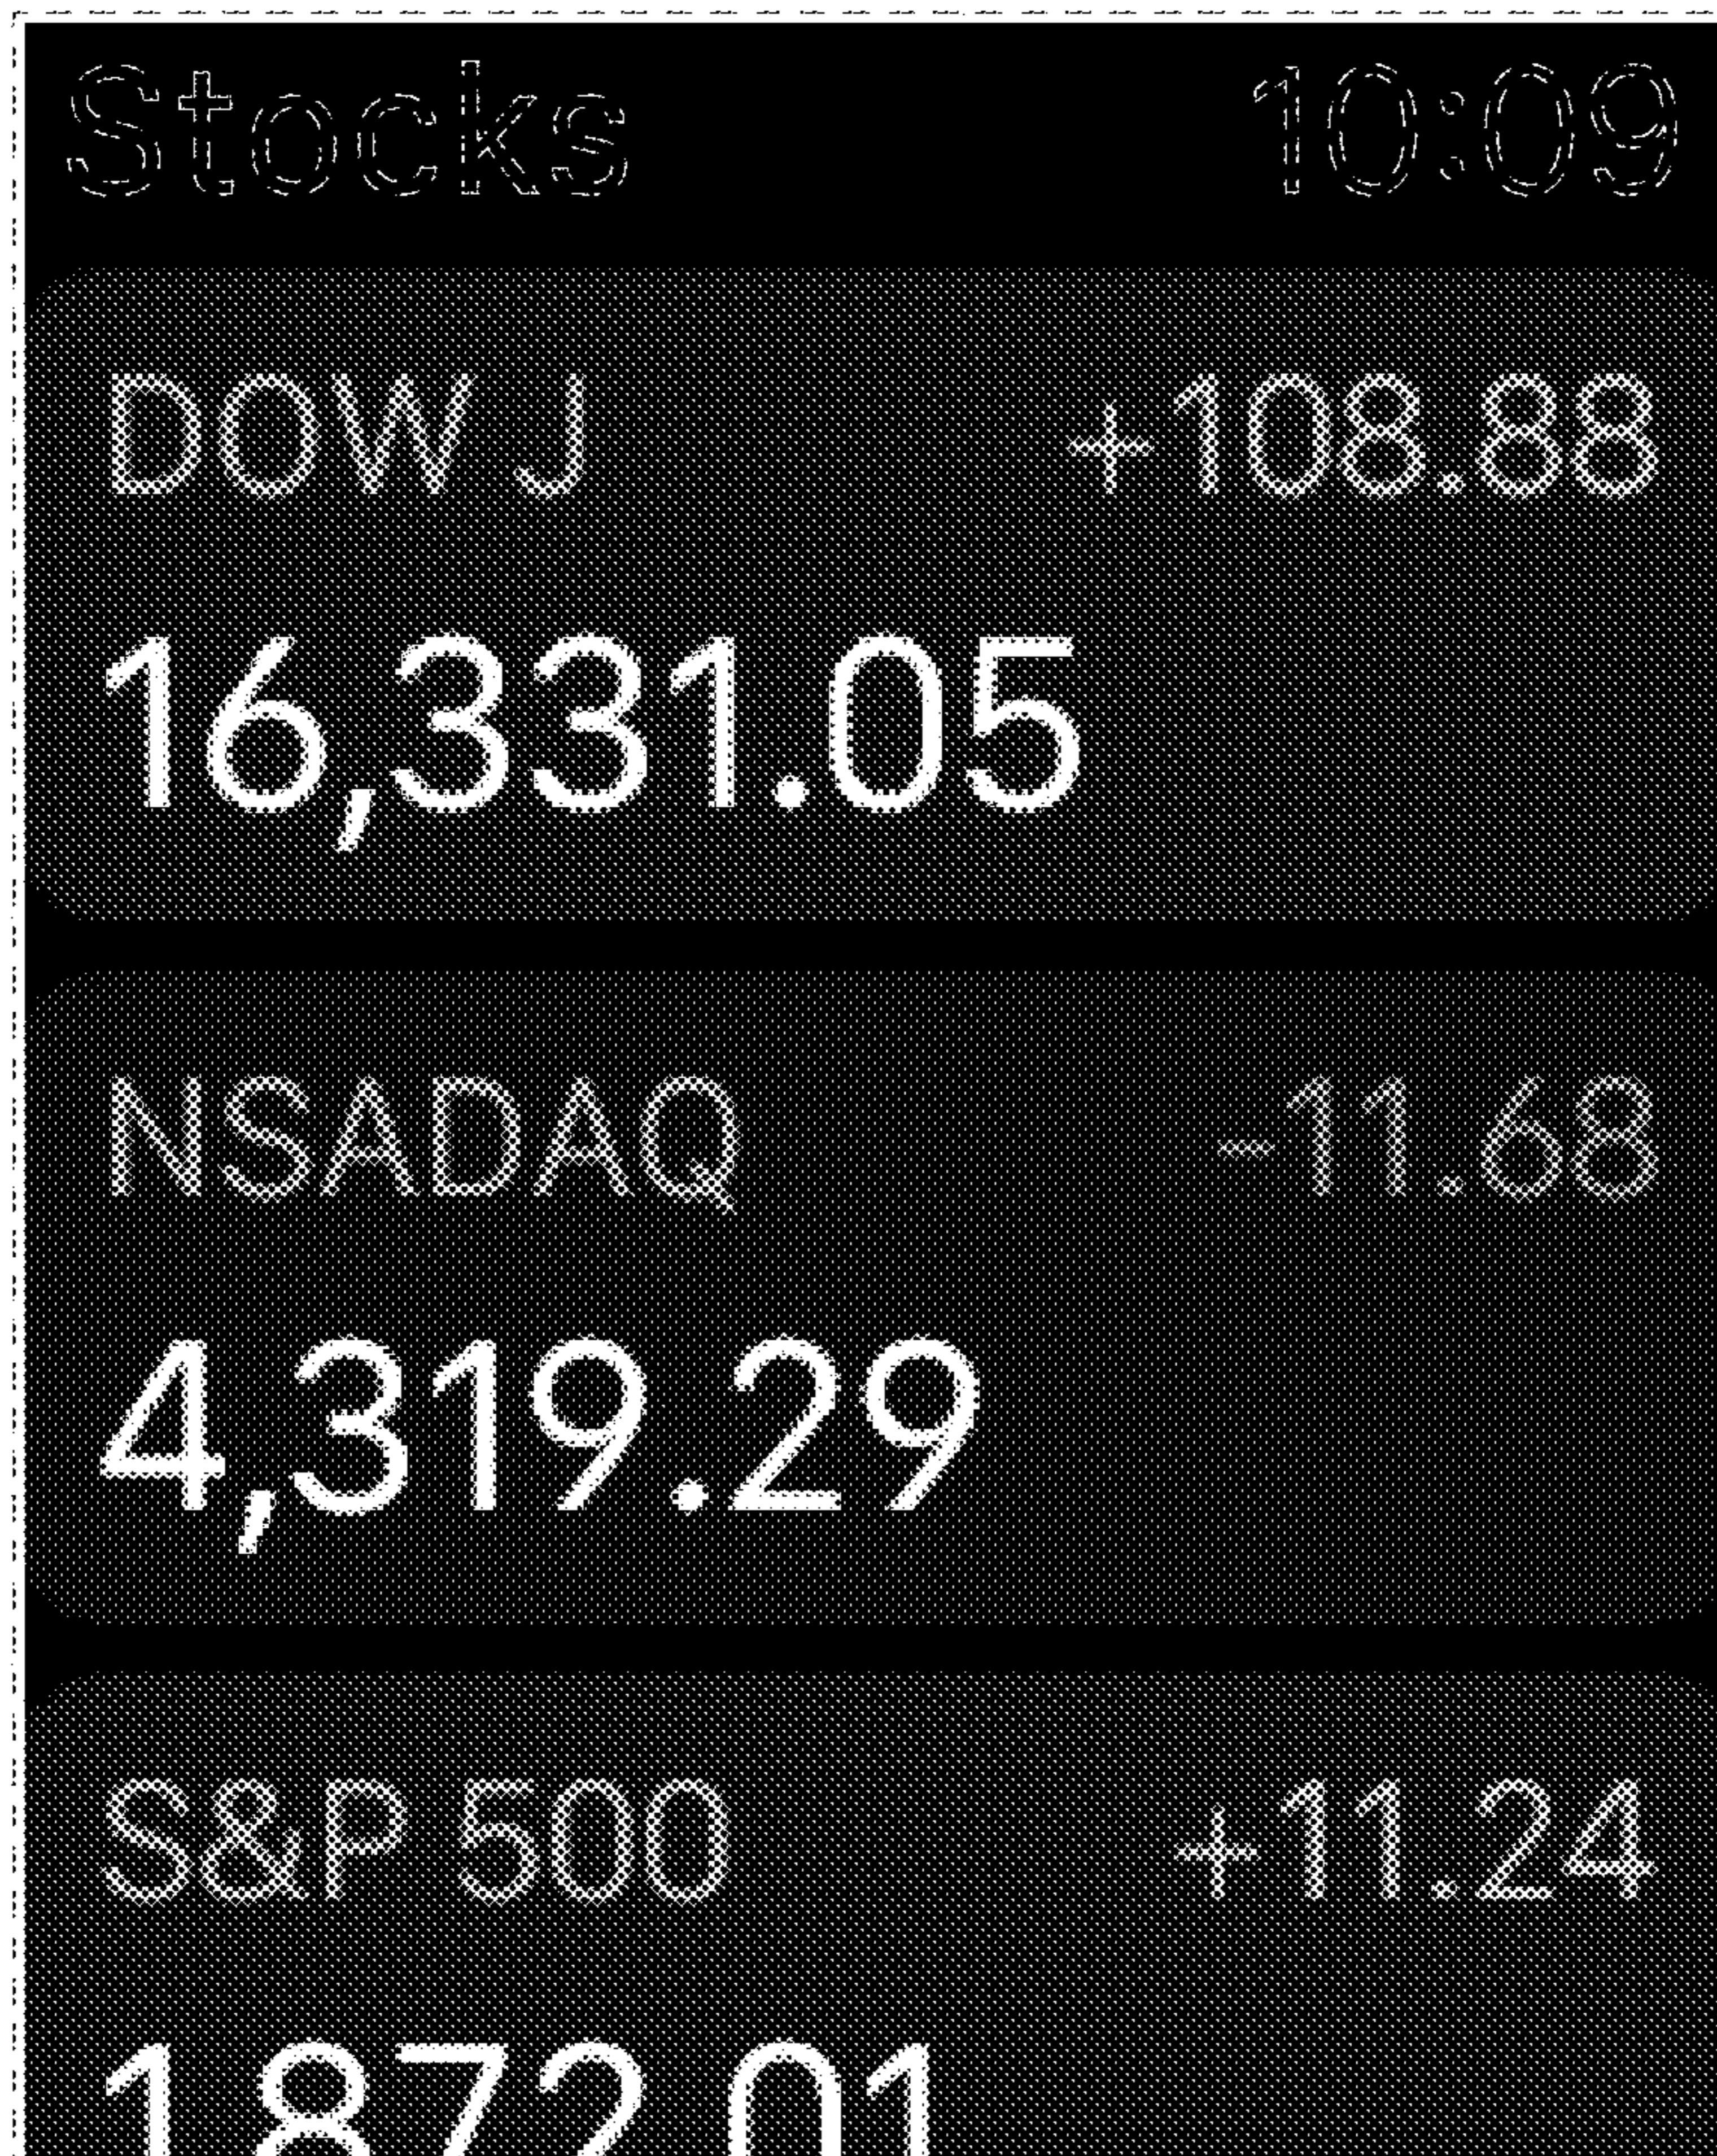 Stocks 10:09
DOW J +108.88
16,331.05
NSADAQ -11.68
4,319.29
S&P 500 +11.24
1,872.01